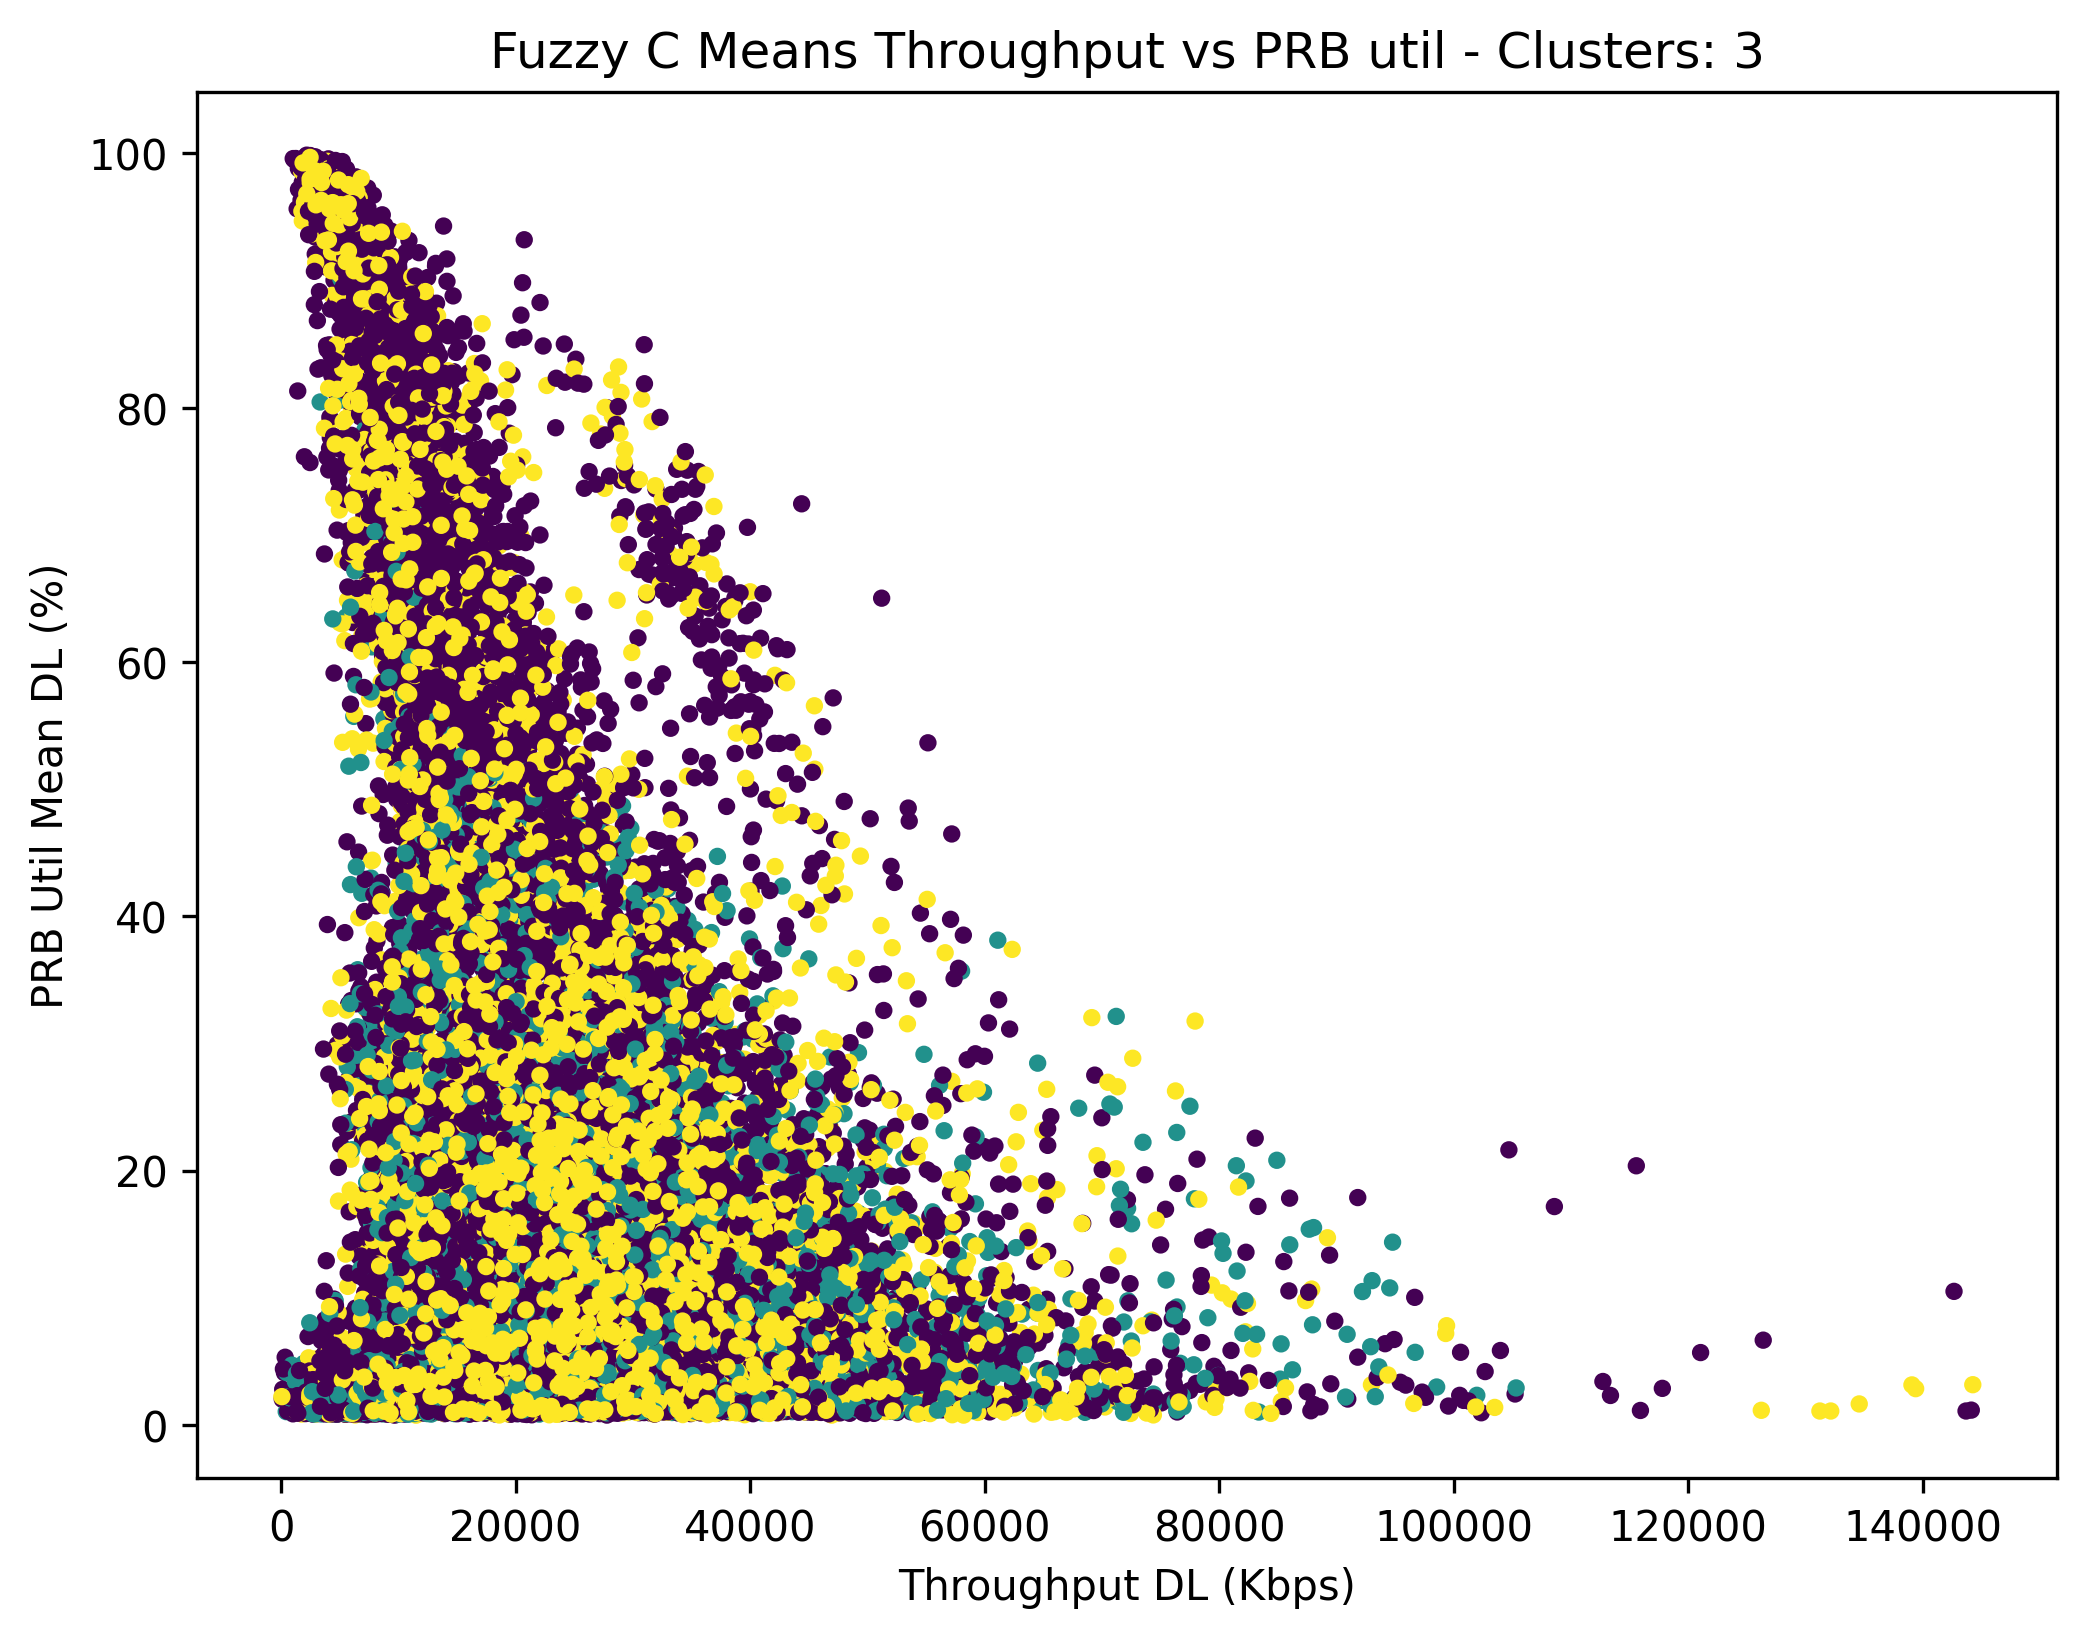 Fuzzy C Means Throughput vs PRB util - Clusters: 3
PRB Util Mean DL (%)
100
80
60
40
20
0
0 20000 40000 60000 80000 100000 120000 140000
Throughput DL (Kbps)